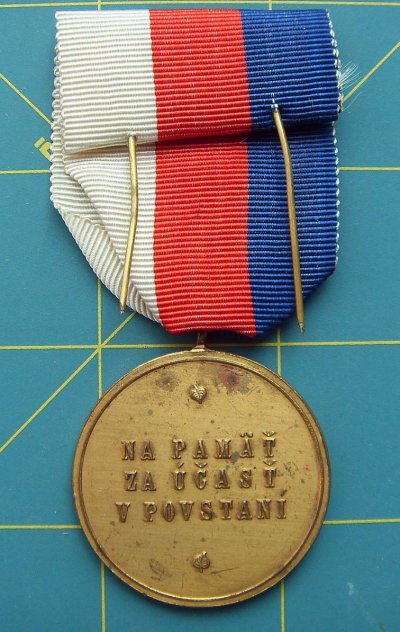 NA PAMÄŤ
ZA ÚČASŤ
V POVSTANÍ